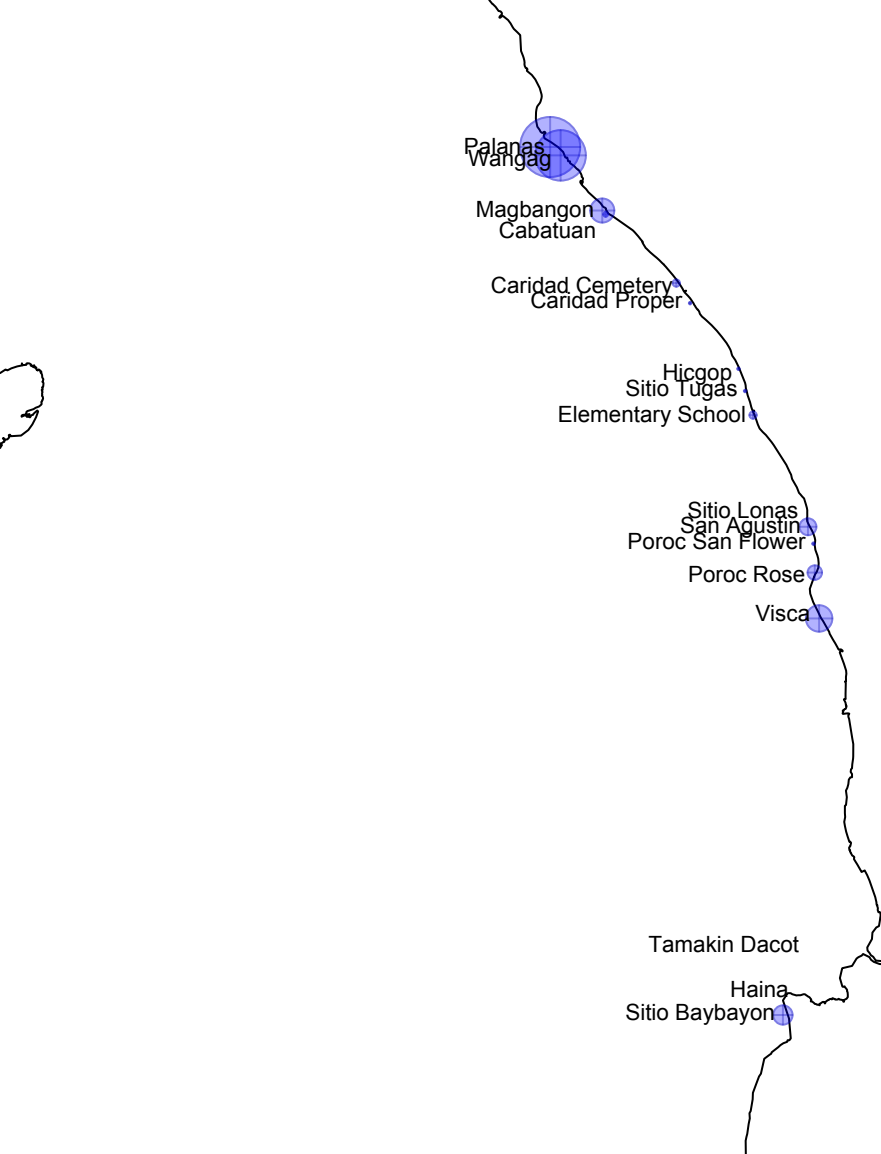 Palanas
Wangag
Magbangon
Cabatuan
Caridad Cemetery
Caridad Proper
Hicgop
Sitio Tugas
Elementary School
Sitio Lonas
San Agustin
Poroc San Flower
Poroc Rose
Visca
Tamakin Dacot
Haina
Sitio Baybayon